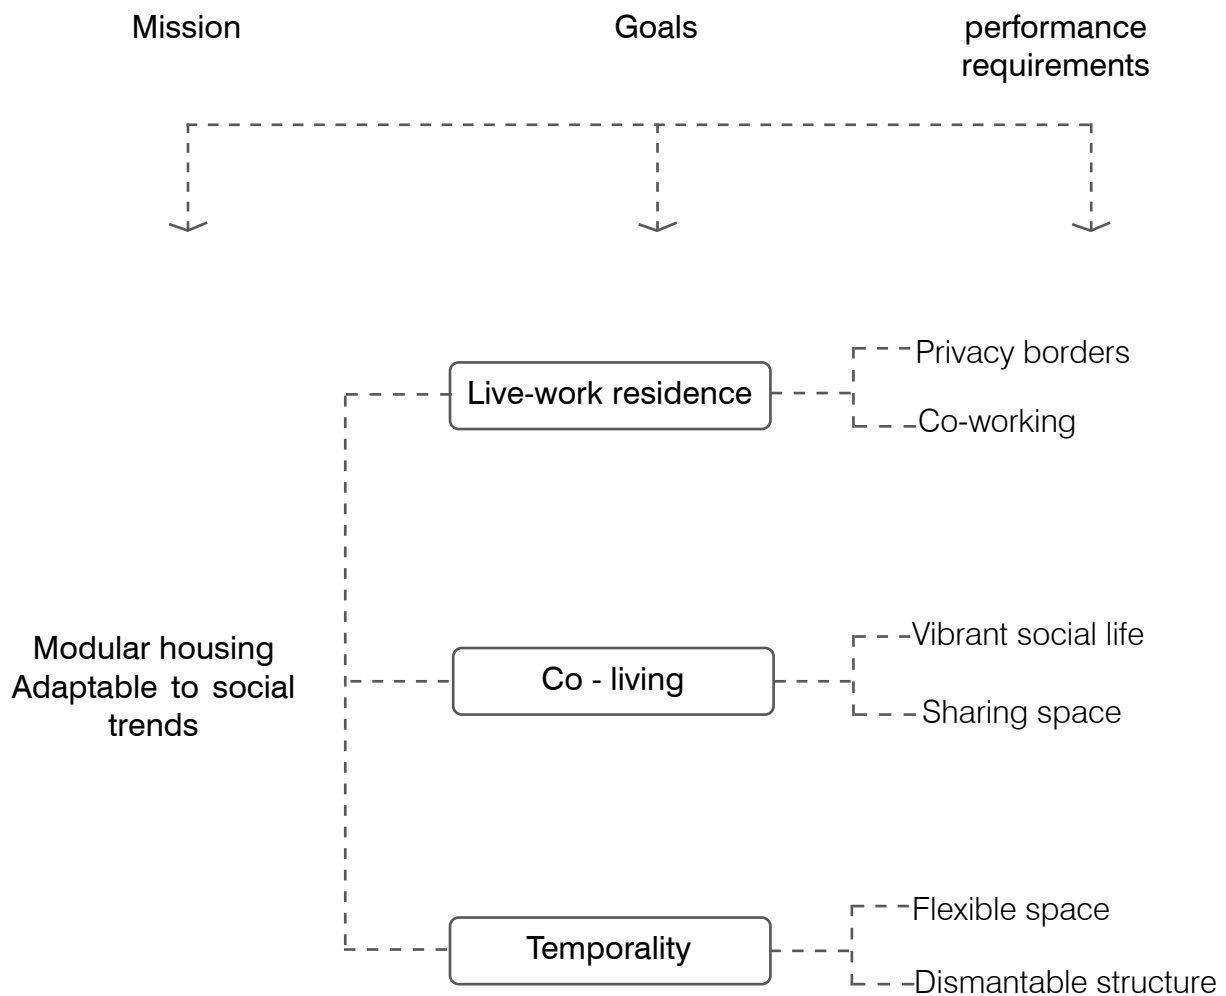 Mission
Goals
performance
requirements
Live-work residence
Privacy borders
Co-working
Modular housing
Adaptable to social
trends
Co - living
Vibrant social life
Sharing space
Temporality
Flexible space
Dismantable structure